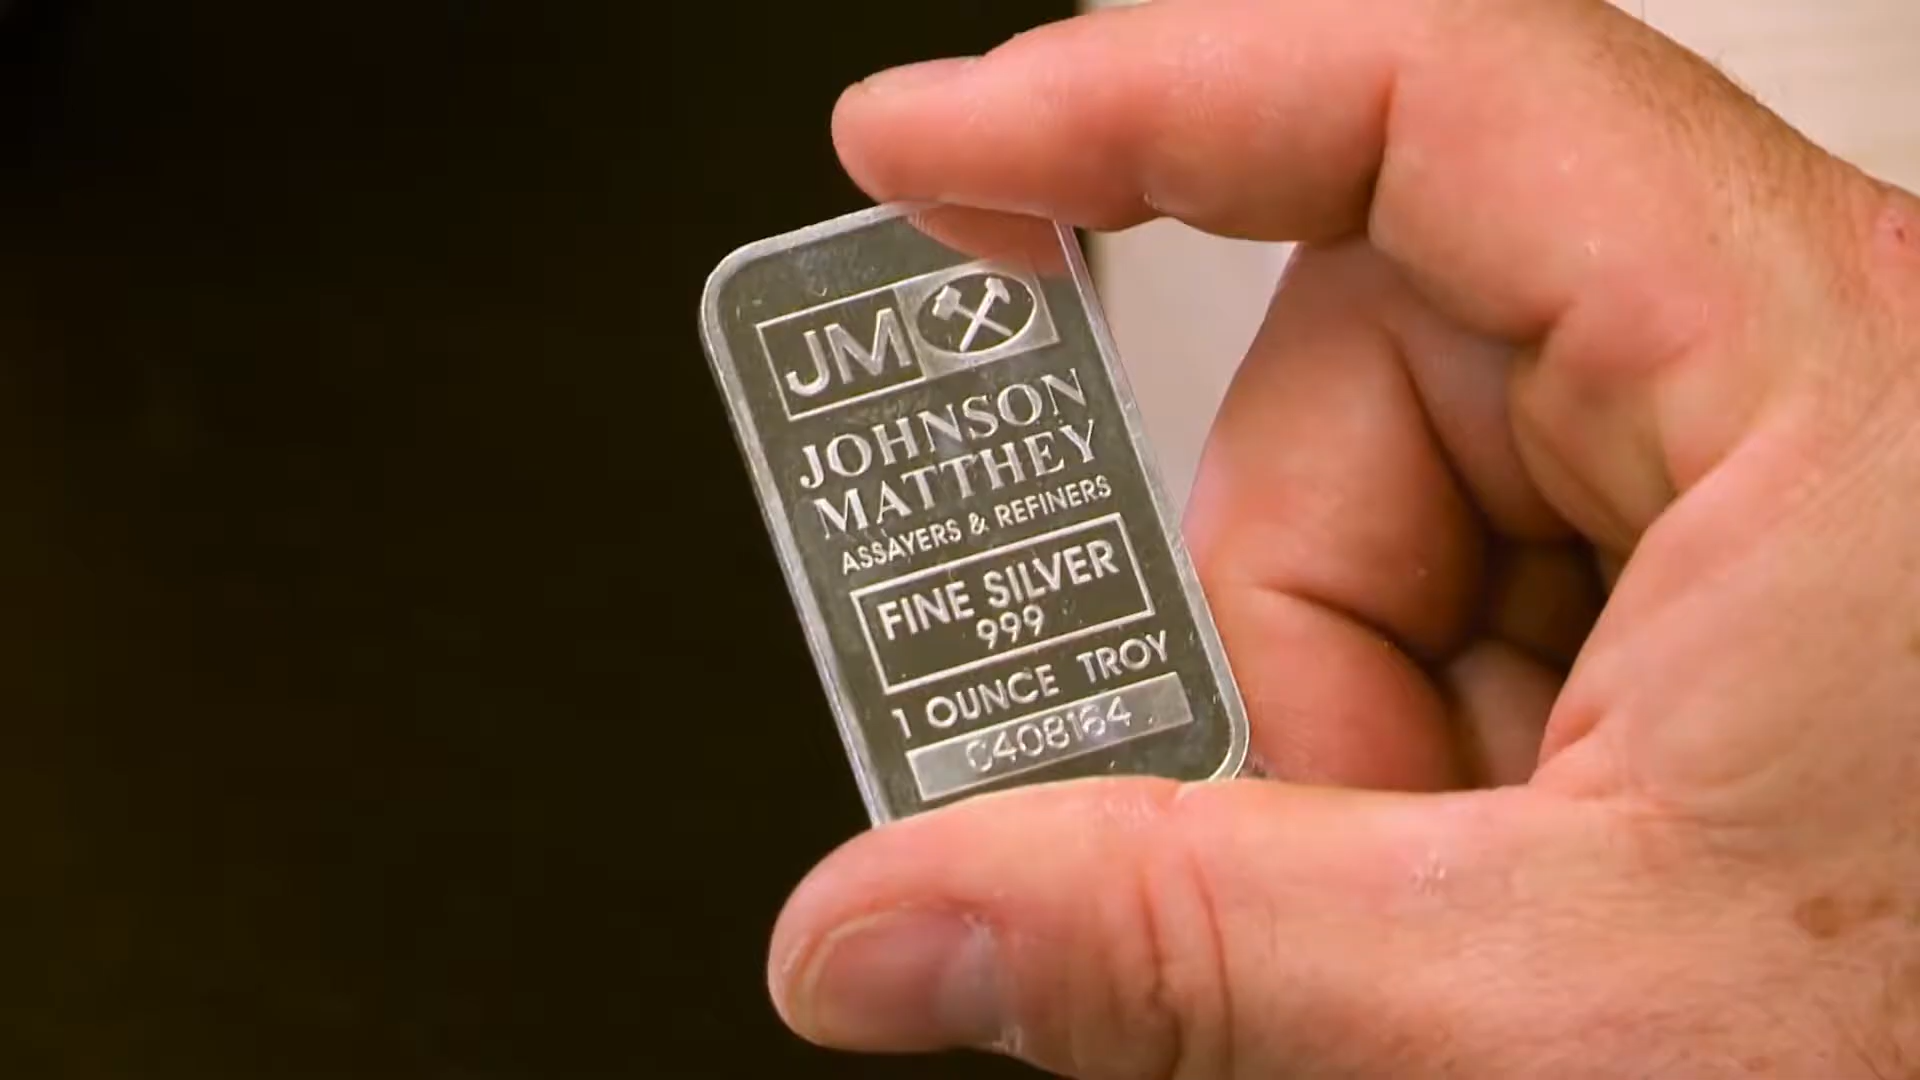 JM
JOHNSON
MATTHEY
ASSAYERS & REFINERS
FINE SILVER
999
1 OUNCE TROY
C408164